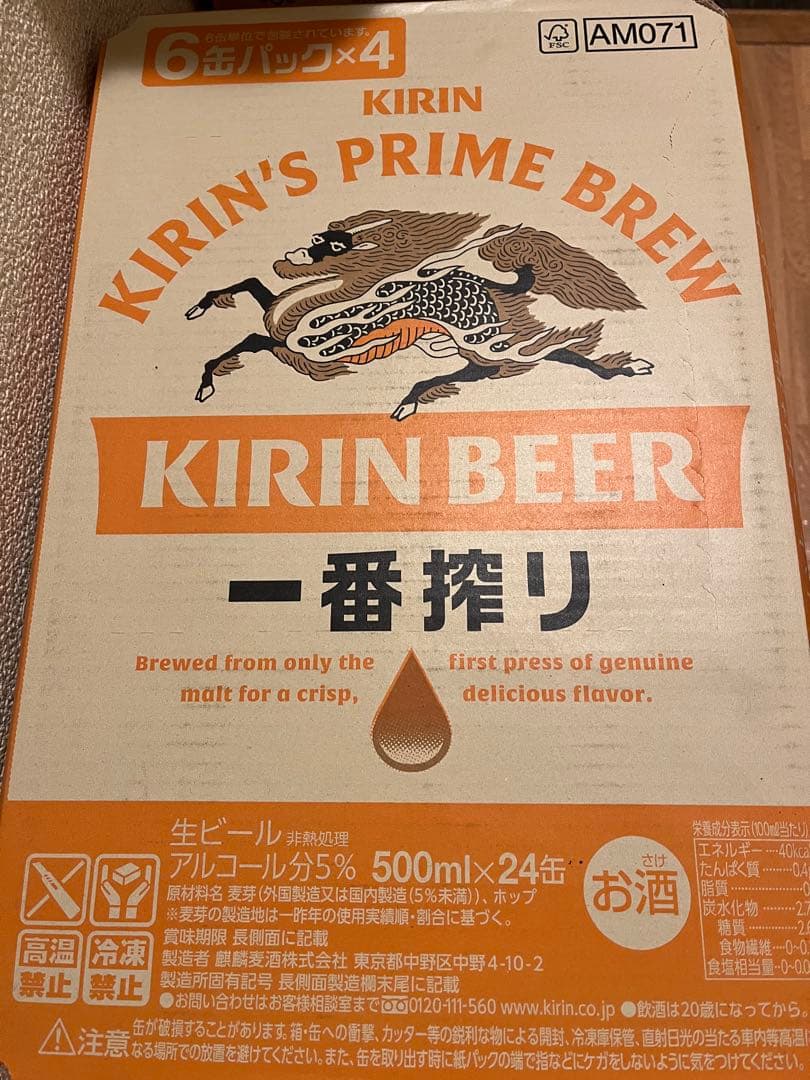 6缶単位で包装されています。
6缶パック×4
FSC
AM071
KIRIN
KIRIN'S PRIME BREW
KIRIN BEER
一番搾り
Brewed from only the first press of genuine
malt for a crisp, delicious flavor.
生ビール 非熱処理
アルコール分5% 500ml×24缶
原材料名 麦芽(外国製造又は国内製造(5%未満))、ホップ
※麦芽の製造地は一昨年の使用実績順・割合に基づく。
賞味期限 長側面に記載
製造者 麒麟麦酒株式会社 東京都中野区中野4-10-2
製造所固有記号 長側面製造欄末尾に記載
●お問い合わせはお客様相談室まで 0120-111-560 www.kirin.co.jp ●飲酒は20歳になってから。
高温
禁止
冷凍
禁止
さけ
お酒
栄養成分表示(100ml当たり)
エネルギー
たんぱく質
脂質
炭水化物
糖質
食物繊維
食塩相当量
注意
缶が破損することがあります。箱・缶への衝撃、カッター等の鋭利な物による開封、冷凍庫保管、直射日光の当たる車内等高温
なる場所での放置を避けてください。また、缶を取り出す時に紙パックの端で指などにケガをしないように気をつけてください。